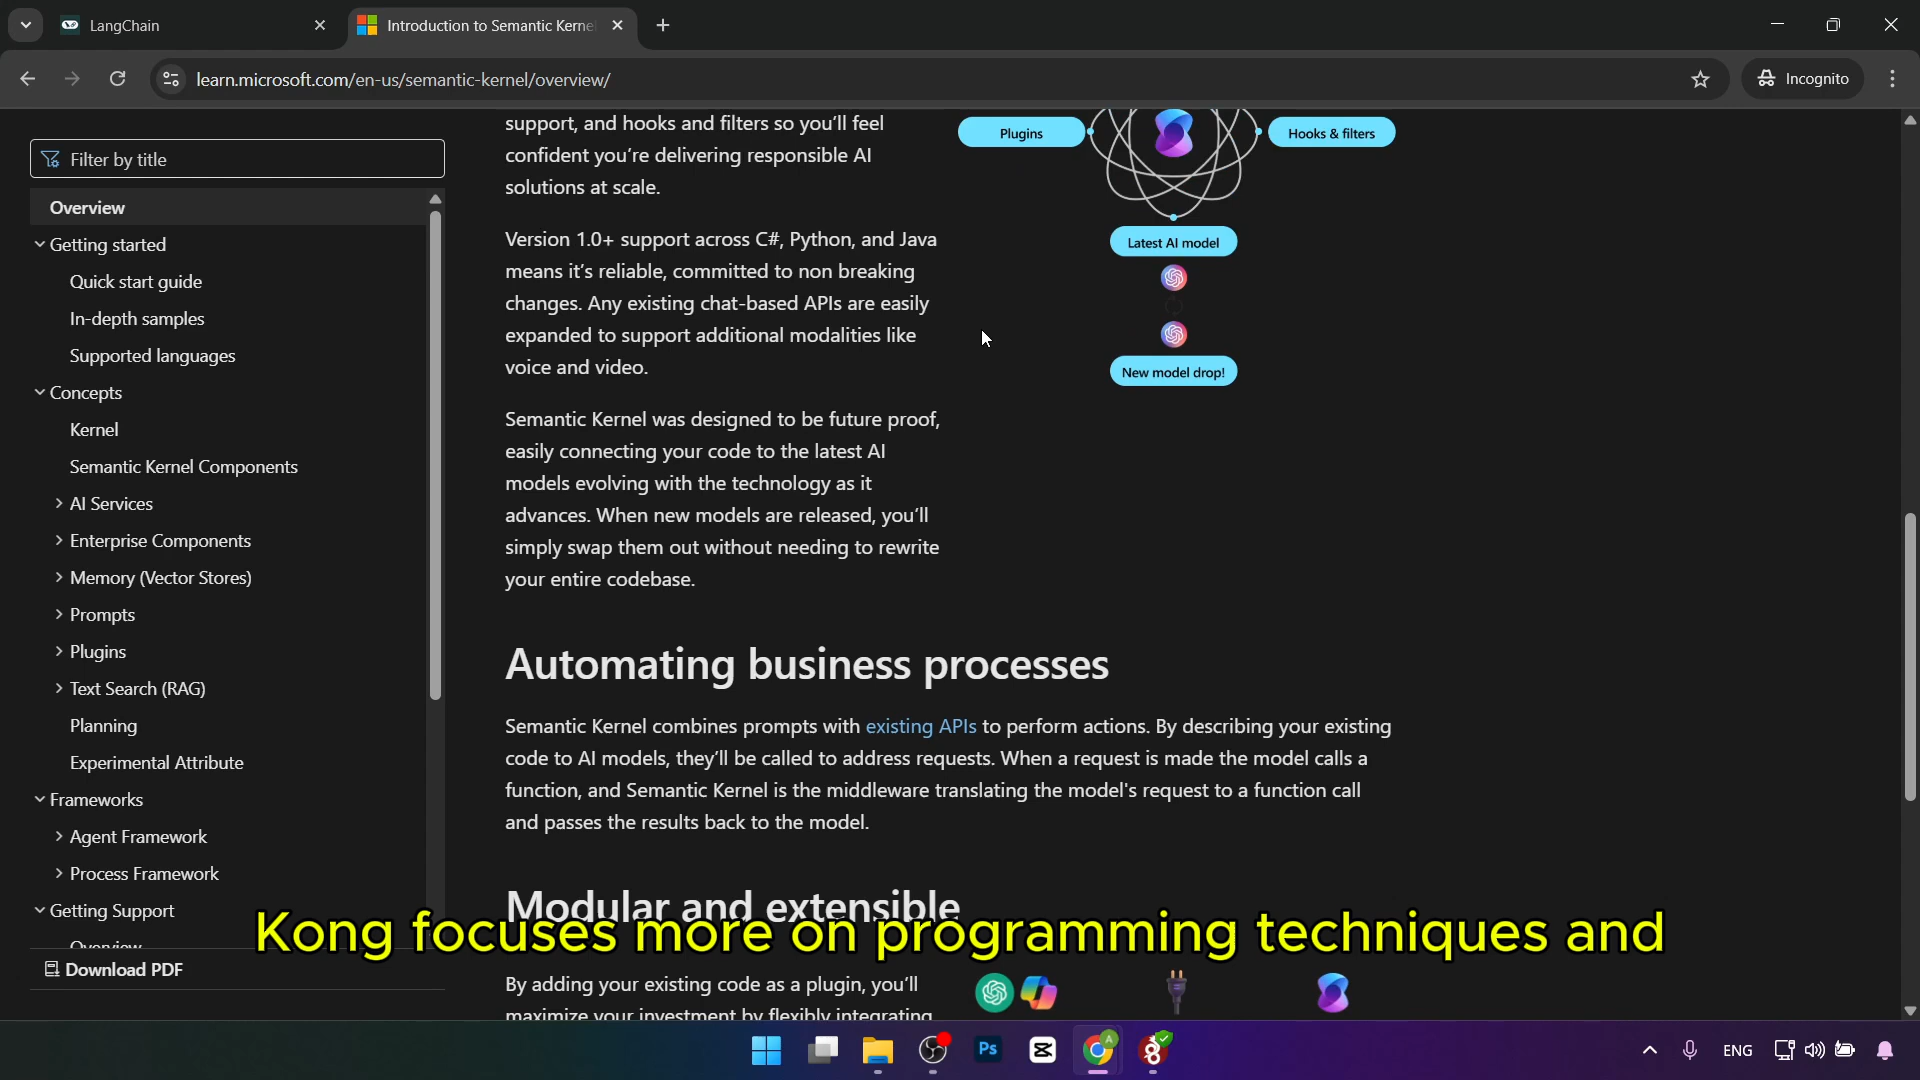 LangChain
Introduction to Semantic Kerne
learn.microsoft.com/en-us/semantic-kernel/overview/
Incognito
Filter by title
Overview
Getting started
Quick start guide
In-depth samples
Supported languages
Concepts
Kernel
Semantic Kernel Components
AI Services
Enterprise Components
Memory (Vector Stores)
Prompts
Plugins
Text Search (RAG)
Planning
Experimental Attribute
Frameworks
Agent Framework
Process Framework
Getting Support
Overview
Download PDF
support, and hooks and filters so you'll feel
confident you're delivering responsible AI
solutions at scale.
Version 1.0+ support across C#, Python, and Java
means it's reliable, committed to non breaking
changes. Any existing chat-based APIs are easily
expanded to support additional modalities like
voice and video.
Semantic Kernel was designed to be future proof,
easily connecting your code to the latest AI
models evolving with the technology as it
advances. When new models are released, you'll
simply swap them out without needing to rewrite
your entire codebase.
Plugins
Hooks & filters
Latest AI model
New model drop!
Automating business processes
Semantic Kernel combines prompts with existing APIs to perform actions. By describing your existing
code to AI models, they'll be called to address requests. When a request is made the model calls a
function, and Semantic Kernel is the middleware translating the model's request to a function call
and passes the results back to the model.
Modular and extensible
Kong focuses more on programming techniques and
By adding your existing code as a plugin, you'll
maximize your investment by flexibly integrating
Ps
A
ENG